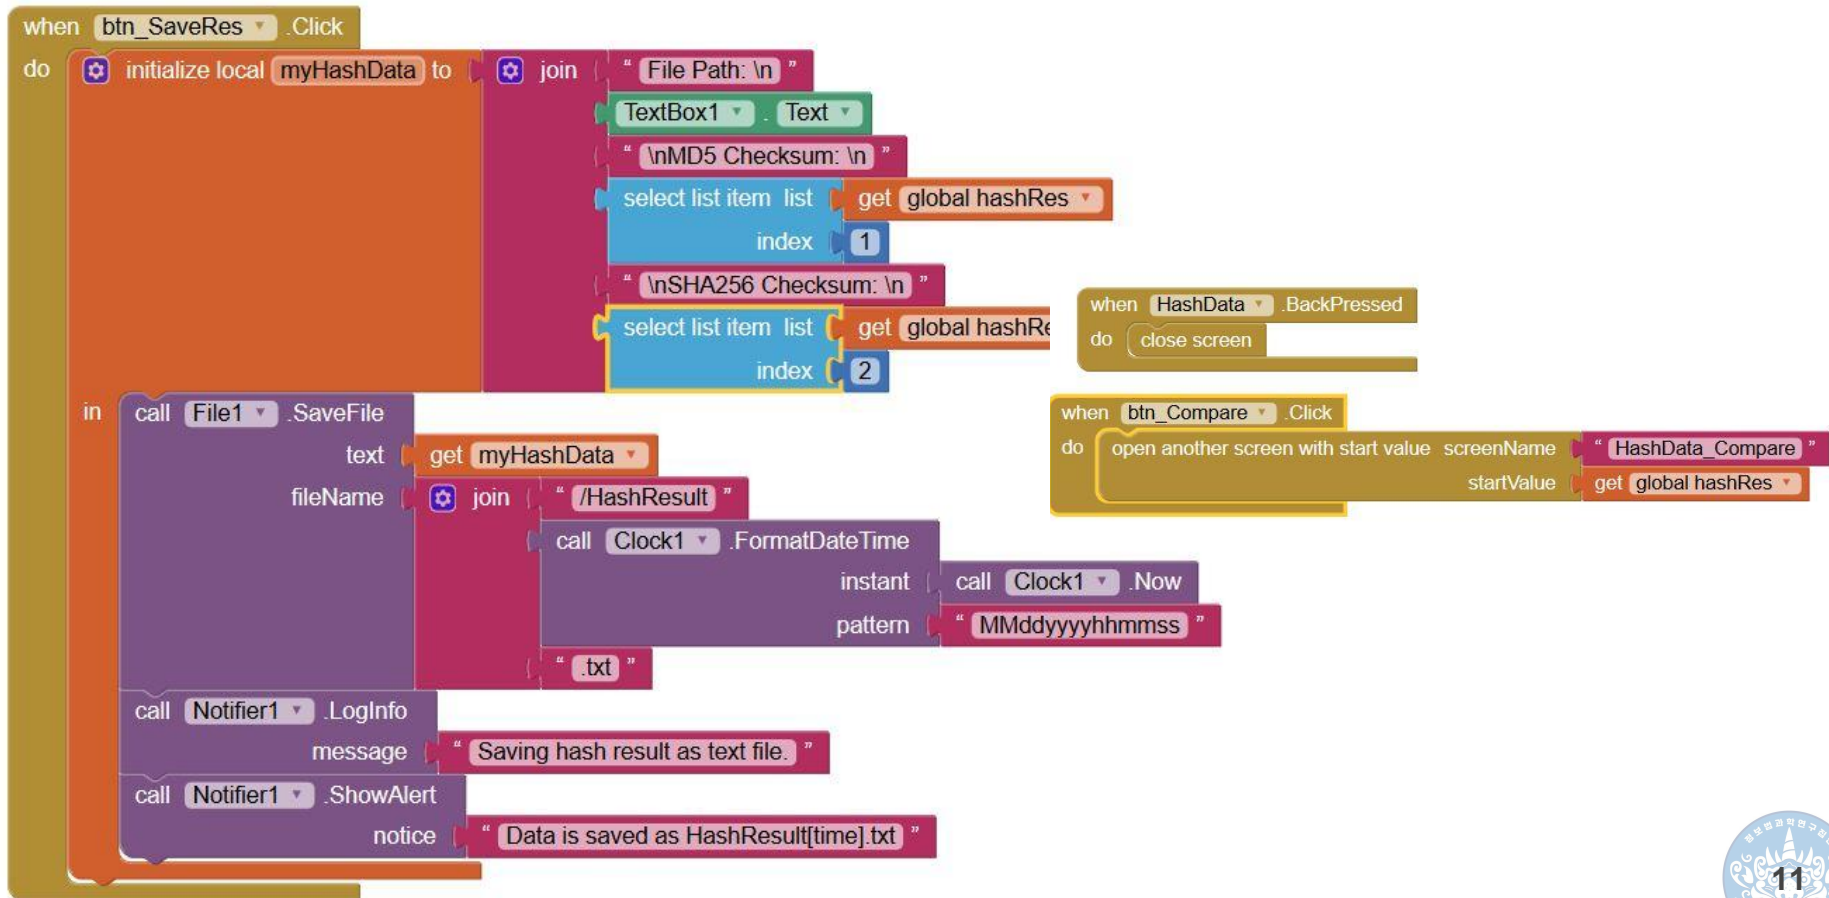 when btn_SaveRes .Click
do initialize local myHashData to join " File Path: \n "
TextBox1 . Text
" \nMD5 Checksum: \n "
select list item list get global hashRes
index 1
" \nSHA256 Checksum: \n "
select list item list get global hashRe
index 2
in call File1 .SaveFile
text get myHashData
fileName join " /HashResult "
call Clock1 .FormatDateTime
instant call Clock1 .Now
pattern " MMddyyyyhhmmss "
" .txt "
call Notifier1 .LogInfo
message " Saving hash result as text file. "
call Notifier1 .ShowAlert
notice " Data is saved as HashResult[time].txt "
when HashData .BackPressed
do close screen
when btn_Compare .Click
do open another screen with start value screenName " HashData_Compare "
startValue get global hashRes
11